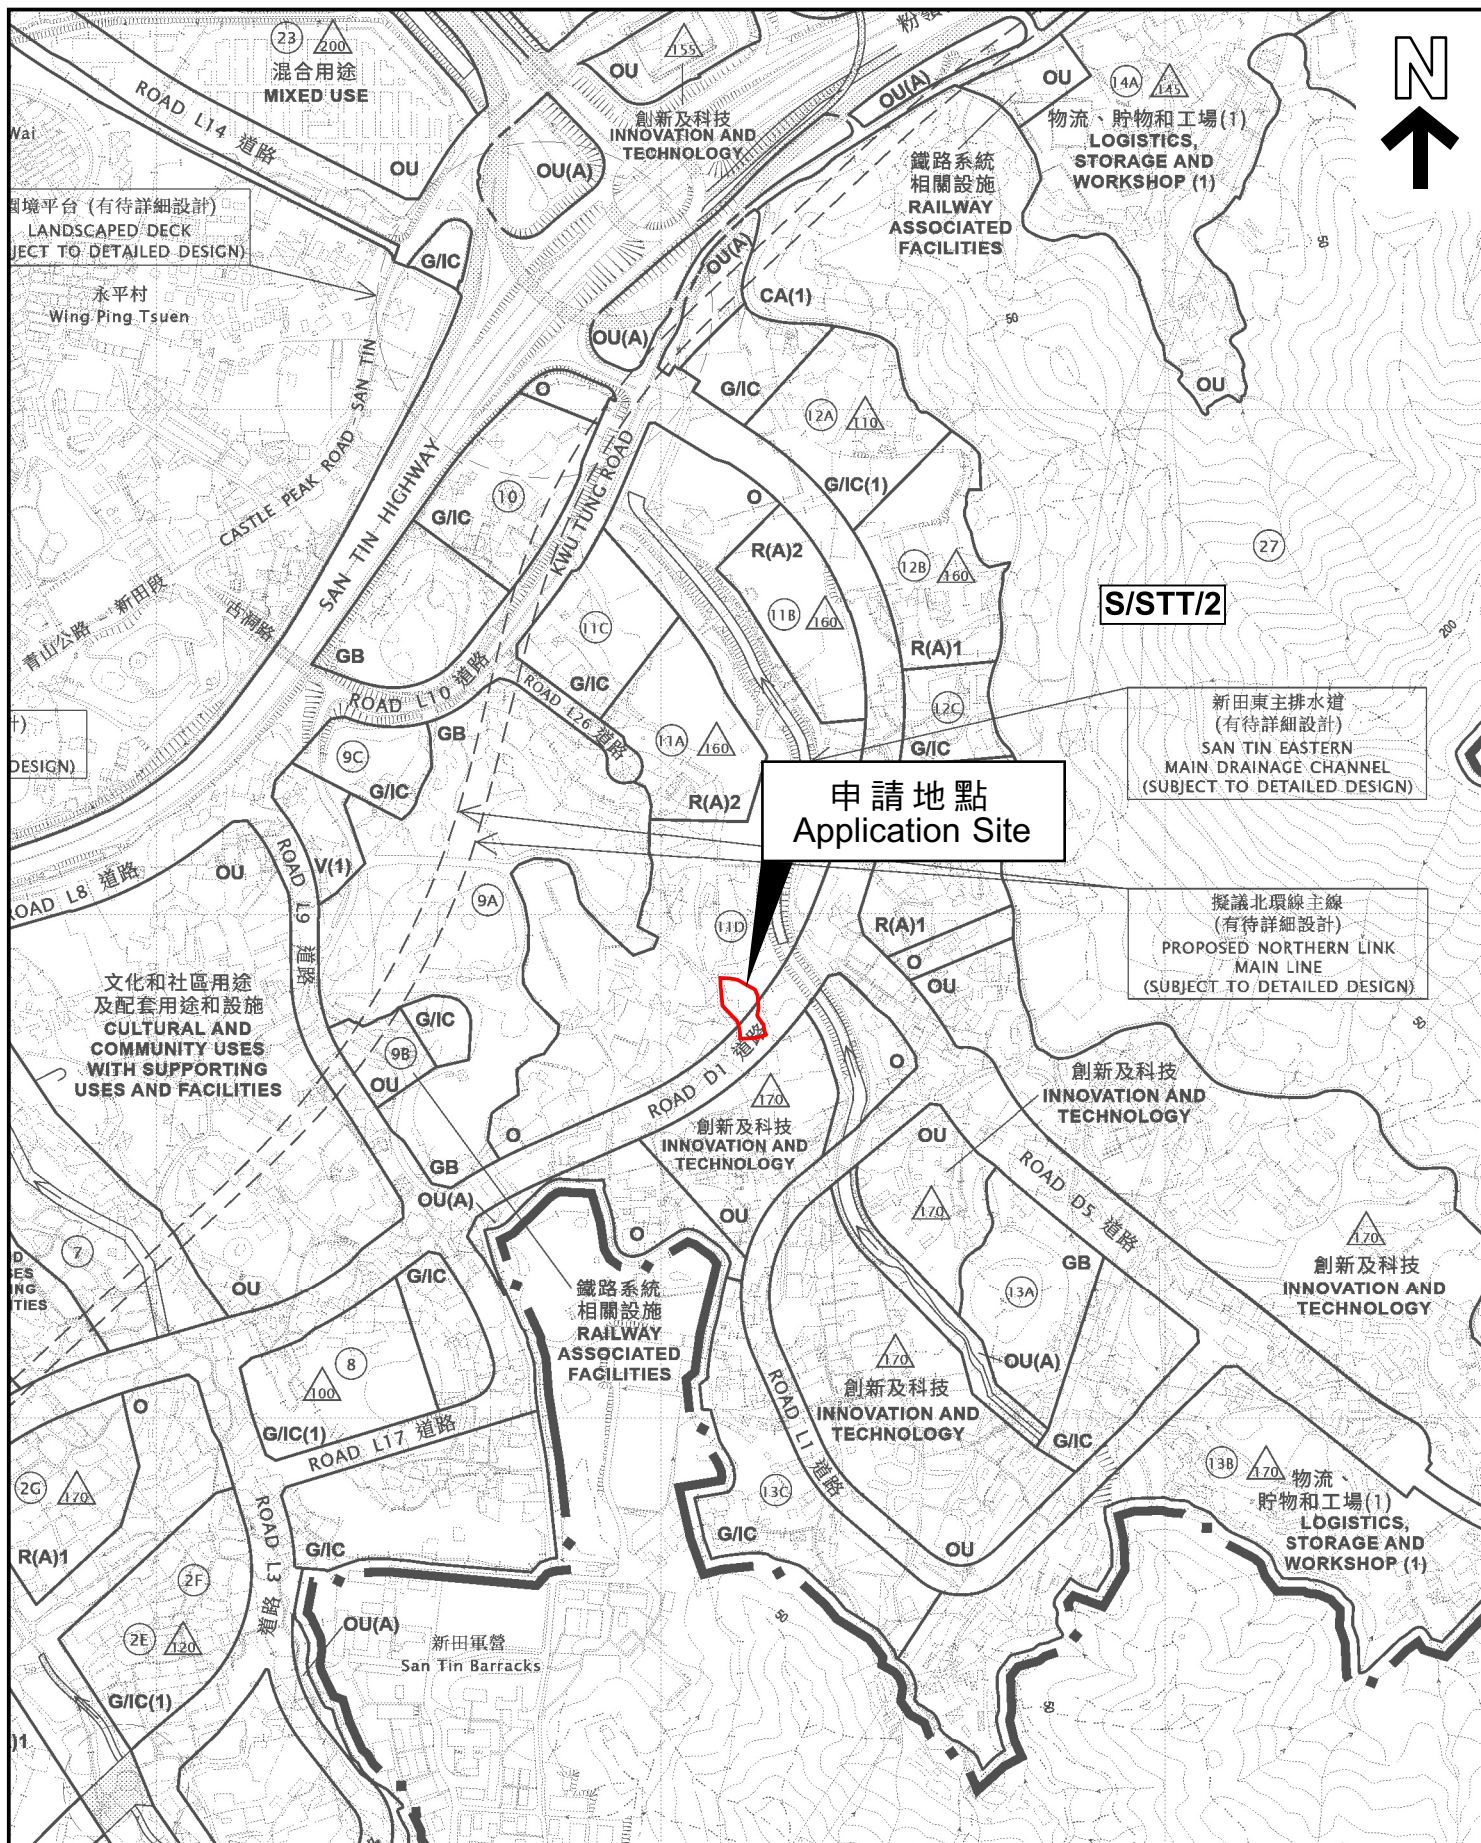 23
200
混合用途
MIXED USE
ROAD L14 道路
OU
155
創新及科技
INNOVATION AND
TECHNOLOGY
粉嶺
OU(A)
OU
14A
145
物流、貯物和工場(1)
LOGISTICS,
STORAGE AND
WORKSHOP (1)
N
Wai
OU
OU(A)
鐵路系統
相關設施
RAILWAY
ASSOCIATED
FACILITIES
園境平台 (有待詳細設計)
LANDSCAPED DECK
JECT TO DETAILED DESIGN)
G/IC
OU(A)
50
永平村
Wing Ping Tsuen
CA(1)
50
OU(A)
OU
CASTLE PEAK ROAD - SAN TIN
青山公路 - 新田段
古洞路
SAN TIN HIGHWAY
KWU TUNG ROAD
O
G/IC
12A
110
G/IC(1)
10
G/IC
O
R(A)2
11B
160
12B
160
27
S/STT/2
200
11C
G/IC
R(A)1
GB
ROAD L10 道路
ROAD L26 道路
12C
G/IC
新田東主排水道
(有待詳細設計)
SAN TIN EASTERN
MAIN DRAINAGE CHANNEL
(SUBJECT TO DETAILED DESIGN)
計)
DESIGN)
GB
9C
G/IC
11A
160
R(A)2
申請地點
Application Site
ROAD L8 道路
OU
V(1)
ROAD L9 道路
9A
11D
R(A)1
O
OU
擬議北環線主線
(有待詳細設計)
PROPOSED NORTHERN LINK
MAIN LINE
(SUBJECT TO DETAILED DESIGN)
50
文化和社區用途
及配套用途和設施
CULTURAL AND
COMMUNITY USES
WITH SUPPORTING
USES AND FACILITIES
G/IC
9B
OU
ROAD D1 道路
O
170
創新及科技
INNOVATION AND
TECHNOLOGY
創新及科技
INNOVATION AND
TECHNOLOGY
O
GB
OU(A)
OU
OU
ROAD D5 道路
170
7
D
SES
ING
ITIES
OU
G/IC
O
鐵路系統
相關設施
RAILWAY
ASSOCIATED
FACILITIES
GB
13A
170
創新及科技
INNOVATION AND
TECHNOLOGY
8
100
G/IC(1)
ROAD L17 道路
O
170
創新及科技
INNOVATION AND
TECHNOLOGY
OU(A)
G/IC
ROAD L1 道路
2G
170
R(A)1
ROAD L3 道路
G/IC
13C
G/IC
OU
13B
170
物流、
貯物和工場(1)
LOGISTICS,
STORAGE AND
WORKSHOP (1)
2F
2E
120
G/IC(1)
OU(A)
新田軍營
San Tin Barracks
50
50
)1